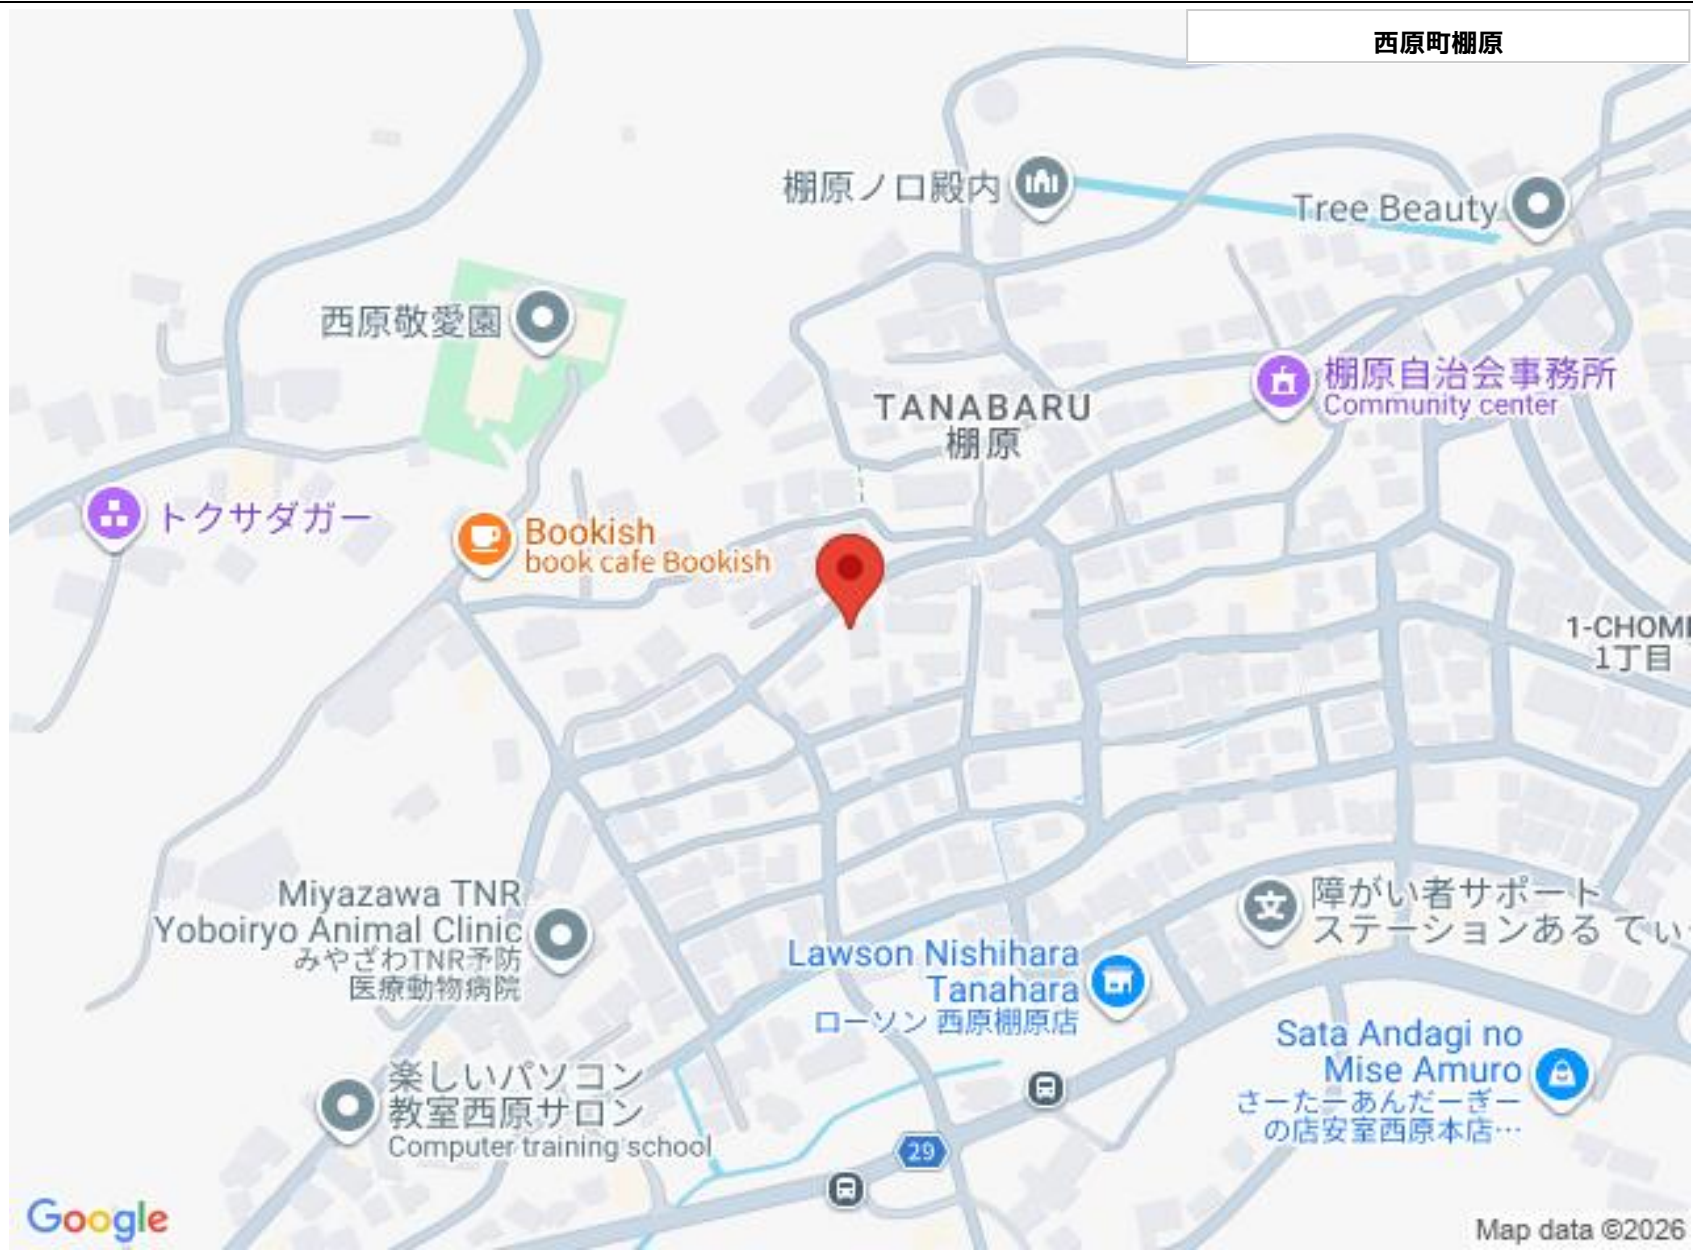 西原町棚原
棚原ノロ殿内
Tree Beauty
西原敬愛園
TANABARU
棚原
棚原自治会事務所
Community center
トクサダガー
Bookish
book cafe Bookish
1-CHOM
1丁目
Miyazawa TNR
Yoboiryo Animal Clinic
みやざわTNR予防
医療動物病院
障がい者サポート
ステーションある てぃ
Lawson Nishihara
Tanahara
ローソン 西原棚原店
Sata Andagi no
Mise Amuro
さーたーあんだーぎー
の店安室西原本店…
楽しいパソコン
教室西原サロン
Computer training school
29
Google
Map data ©2026